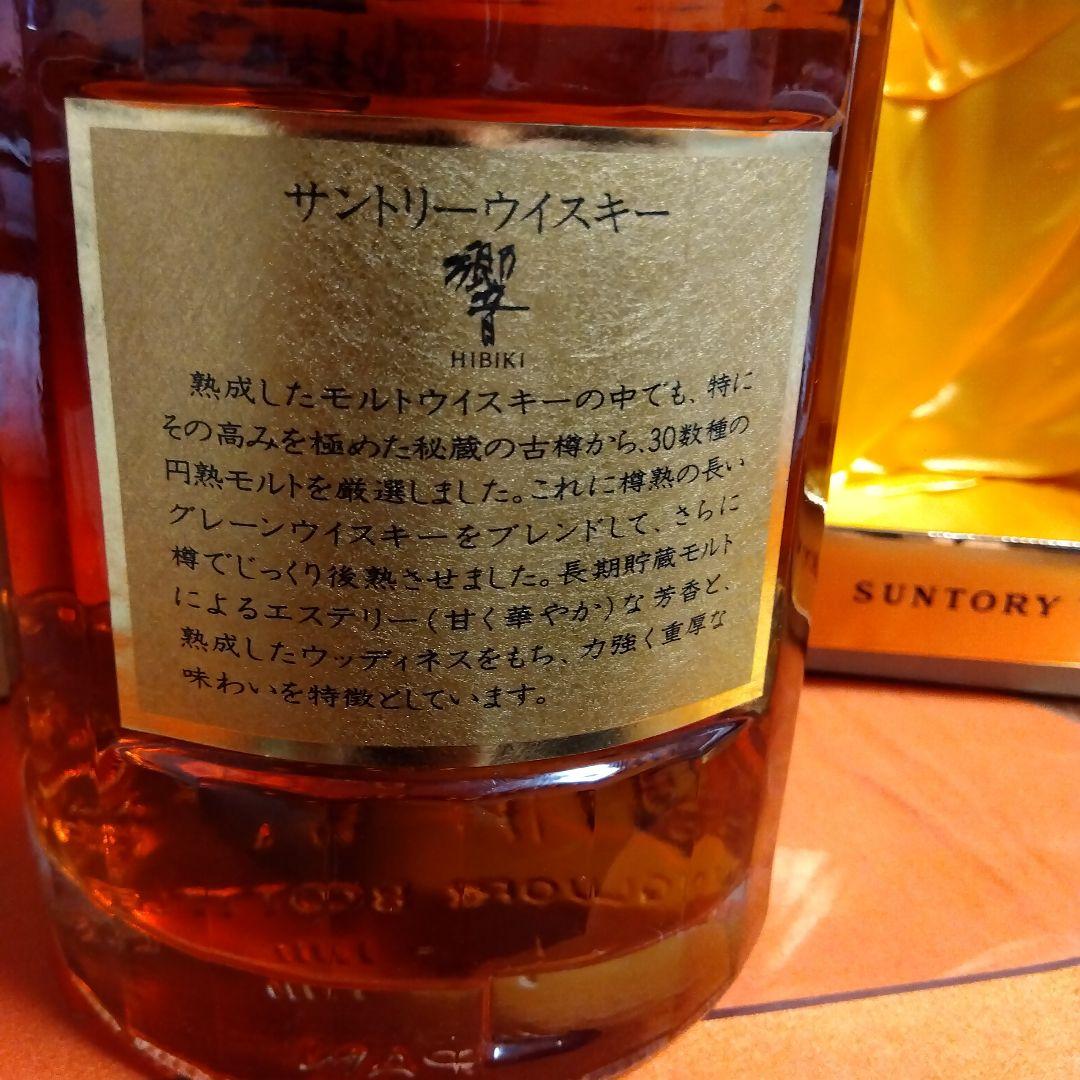 サントリーウイスキー
響
HIBIKI
熟成したモルトウイスキーの中でも、特に
その高みを極めた秘蔵の古樽から、30数種の
円熟モルトを厳選しました。これに樽熟の長い
グレーンウイスキーをブレンドして、さらに
樽でじっくり後熟させました。長期貯蔵モルト
によるエステリー(甘く華やか)な芳香と、
熟成したウッディネスをもち、力強く重厚な
味わいを特徴としています。
SUNTORY